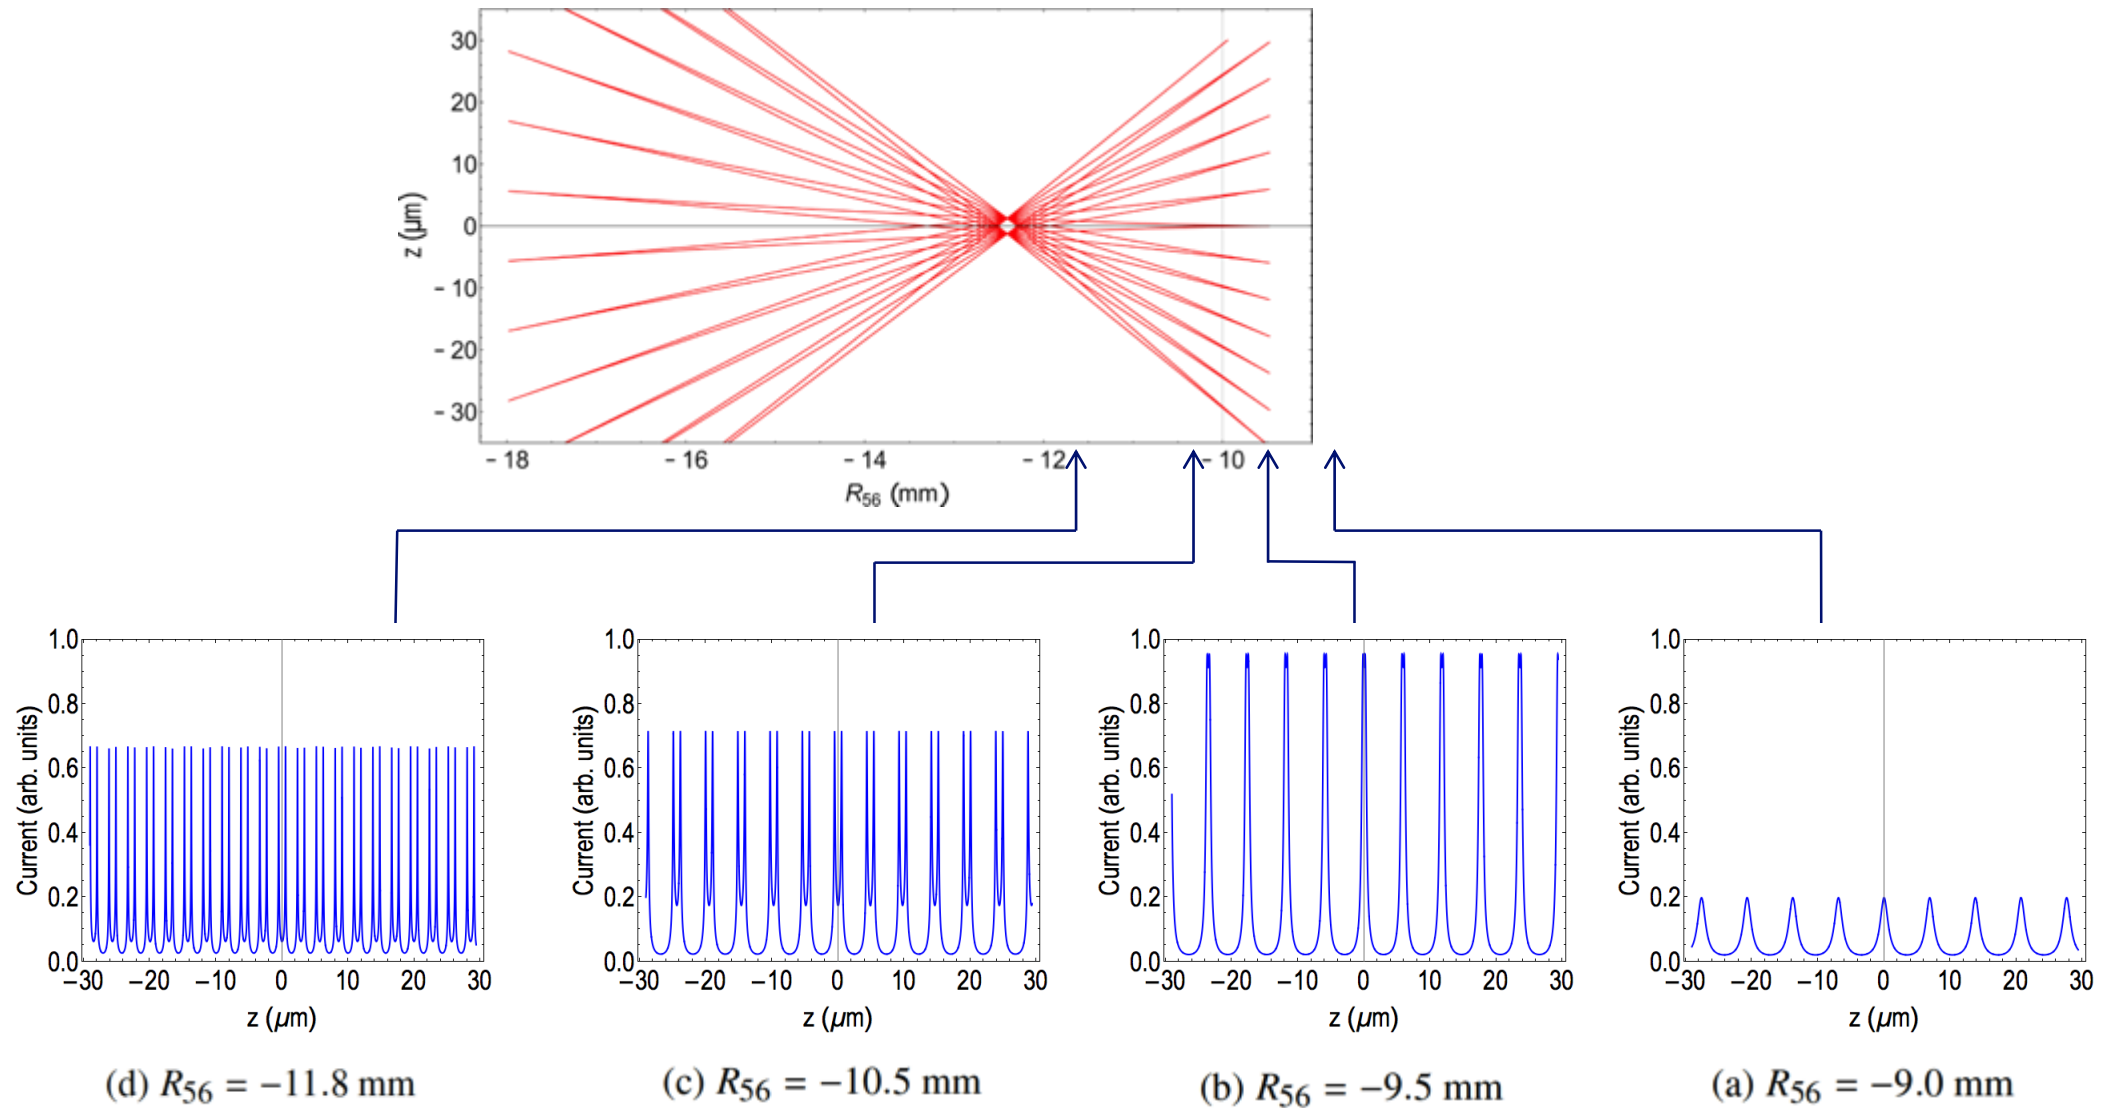 30
20
10
0
- 10
- 20
- 30
z (μm)
- 18
- 16
- 14
- 12
- 10
R56 (mm)
1.0
0.8
0.6
0.4
0.2
0.0
Current (arb. units)
−30 −20 −10 0 10 20 30
z (μm)
(d) R56 = −11.8 mm
1.0
0.8
0.6
0.4
0.2
0.0
Current (arb. units)
−30 −20 −10 0 10 20 30
z (μm)
(c) R56 = −10.5 mm
1.0
0.8
0.6
0.4
0.2
0.0
Current (arb. units)
−30 −20 −10 0 10 20 30
z (μm)
(b) R56 = −9.5 mm
1.0
0.8
0.6
0.4
0.2
0.0
Current (arb. units)
−30 −20 −10 0 10 20 30
z (μm)
(a) R56 = −9.0 mm